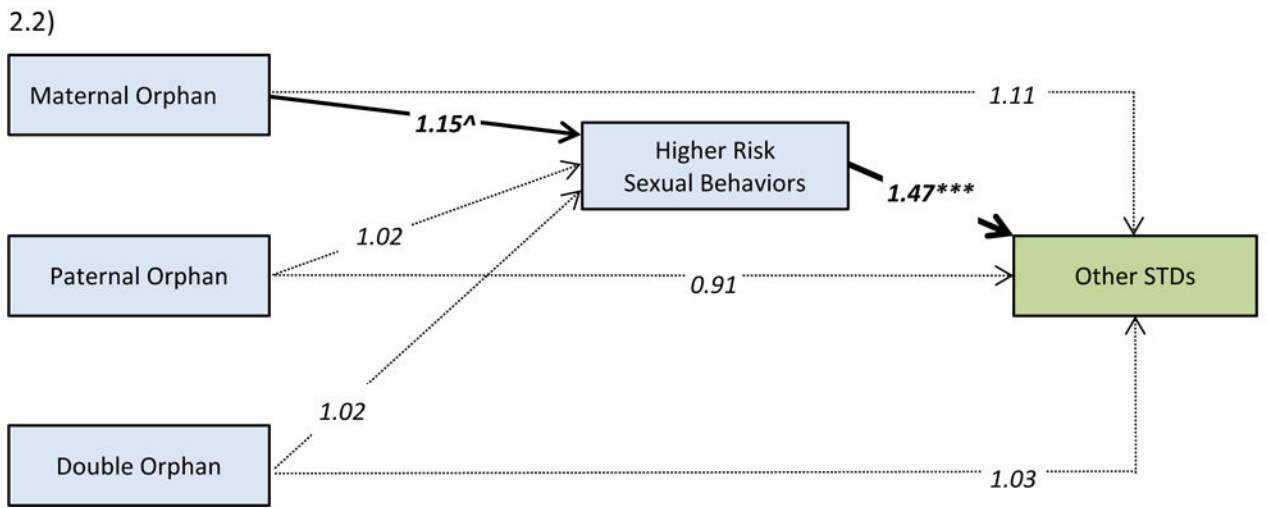 2.2)
Maternal Orphan
1.11
1.15^
Higher Risk
Sexual Behaviors
1.47***
1.02
Paternal Orphan
0.91
Other STDs
1.02
Double Orphan
1.03